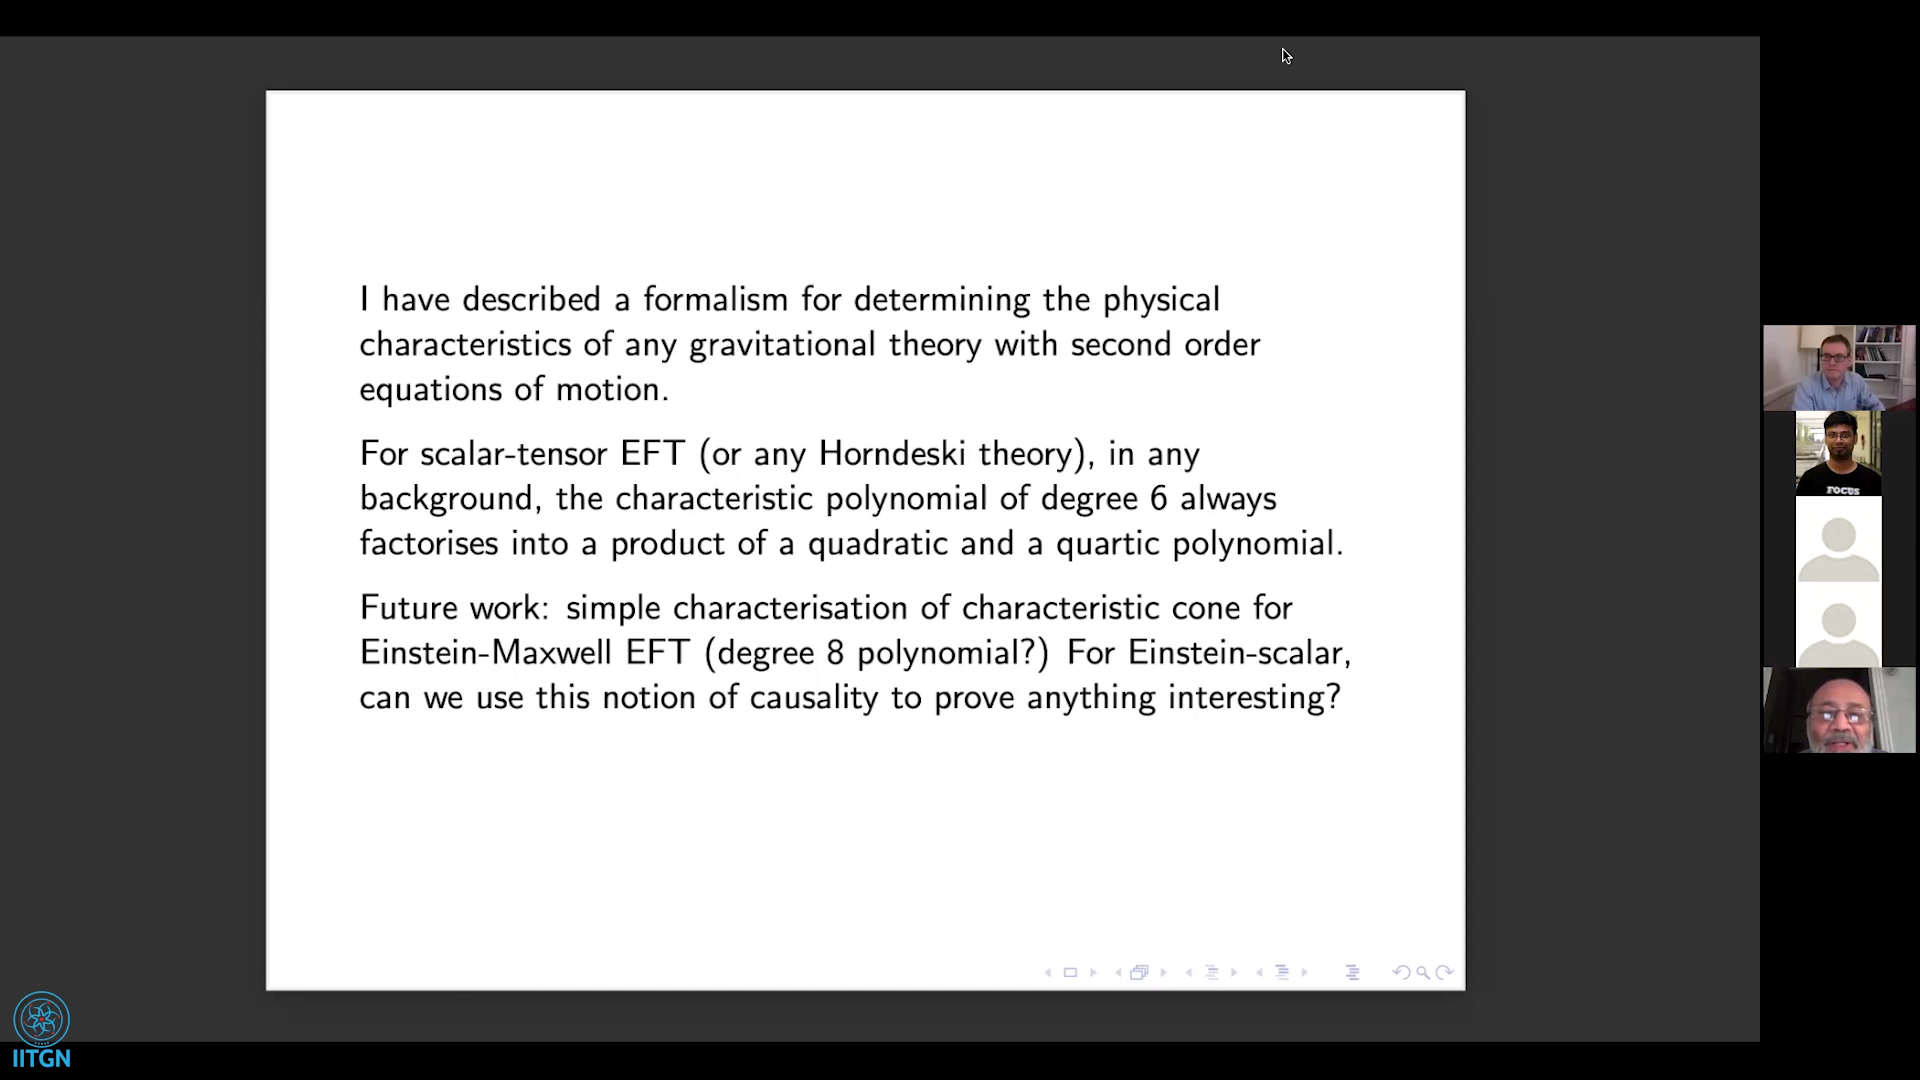 I have described a formalism for determining the physical
characteristics of any gravitational theory with second order
equations of motion.
For scalar-tensor EFT (or any Horndeski theory), in any
background, the characteristic polynomial of degree 6 always
factorises into a product of a quadratic and a quartic polynomial.
Future work: simple characterisation of characteristic cone for
Einstein-Maxwell EFT (degree 8 polynomial?) For Einstein-scalar,
can we use this notion of causality to prove anything interesting?
FOCUS
IITGN